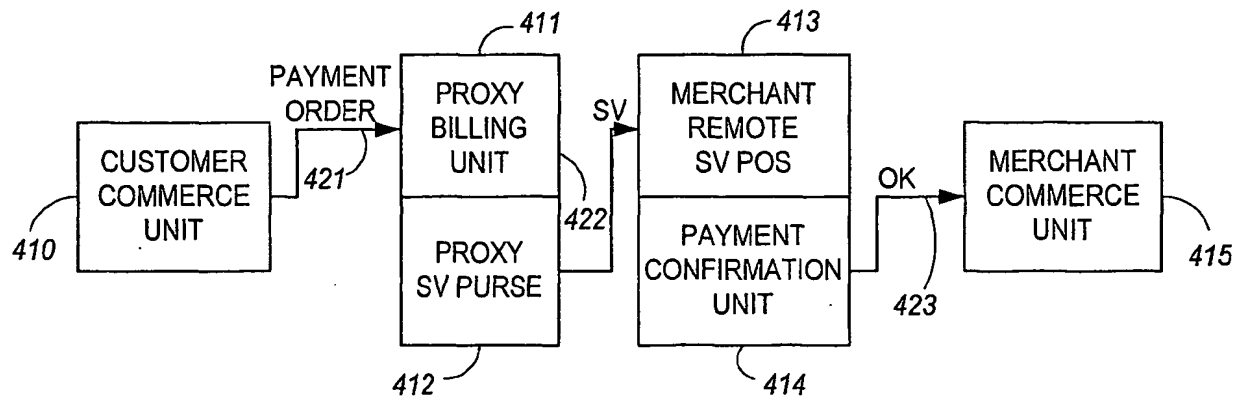 411
413
PAYMENT
ORDER
PROXY
BILLING
UNIT
SV
MERCHANT
REMOTE
SV POS
CUSTOMER
COMMERCE
UNIT
421
422
OK
MERCHANT
COMMERCE
UNIT
410
PROXY
SV PURSE
PAYMENT
CONFIRMATION
UNIT
423
415
412
414